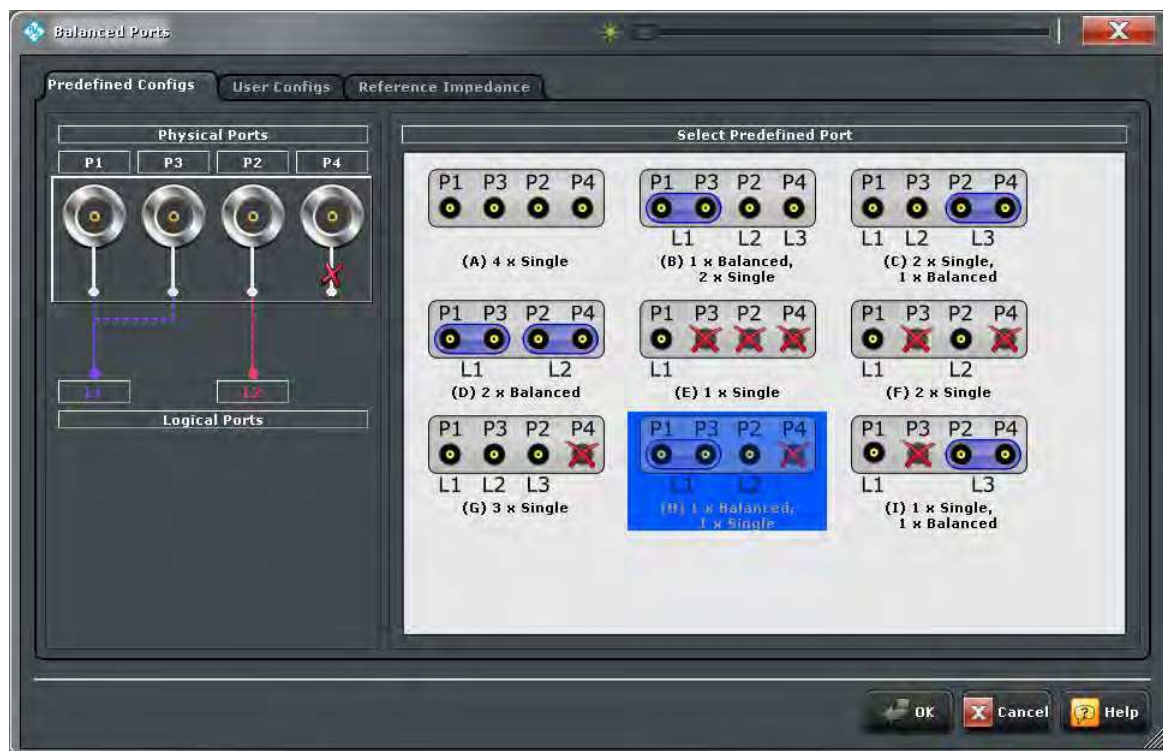 Balanced Ports
X
Predefined Configs User Configs Reference Impedance
Physical Ports
P1 P3 P2 P4
L1 L2
Logical Ports
Select Predefined Port
P1 P3 P2 P4
(A) 4 x Single
P1 P3 P2 P4
L1 L2 L3
(B) 1 x Balanced,
2 x Single
P1 P3 P2 P4
L1 L2 L3
(C) 2 x Single,
1 x Balanced
P1 P3 P2 P4
L1 L2
(D) 2 x Balanced
P1 P3 P2 P4
L1
(E) 1 x Single
P1 P3 P2 P4
L1 L2
(F) 2 x Single
P1 P3 P2 P4
L1 L2 L3
(G) 3 x Single
P1 P3 P2 P4
L1 L2
(H) 1 x Balanced,
1 x Single
P1 P3 P2 P4
L1 L3
(I) 1 x Single,
1 x Balanced
OK X Cancel ? Help